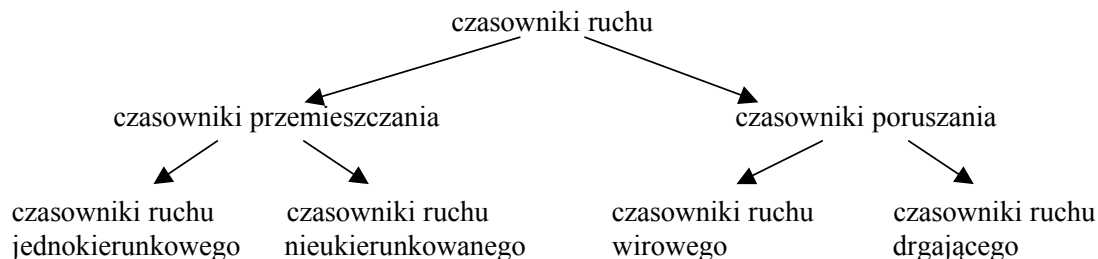 czasowniki ruchu
czasowniki przemieszczania
czasowniki poruszania
czasowniki ruchu
jednokierunkowego
czasowniki ruchu
nieukierunkowanego
czasowniki ruchu
wirowego
czasowniki ruchu
drgającego